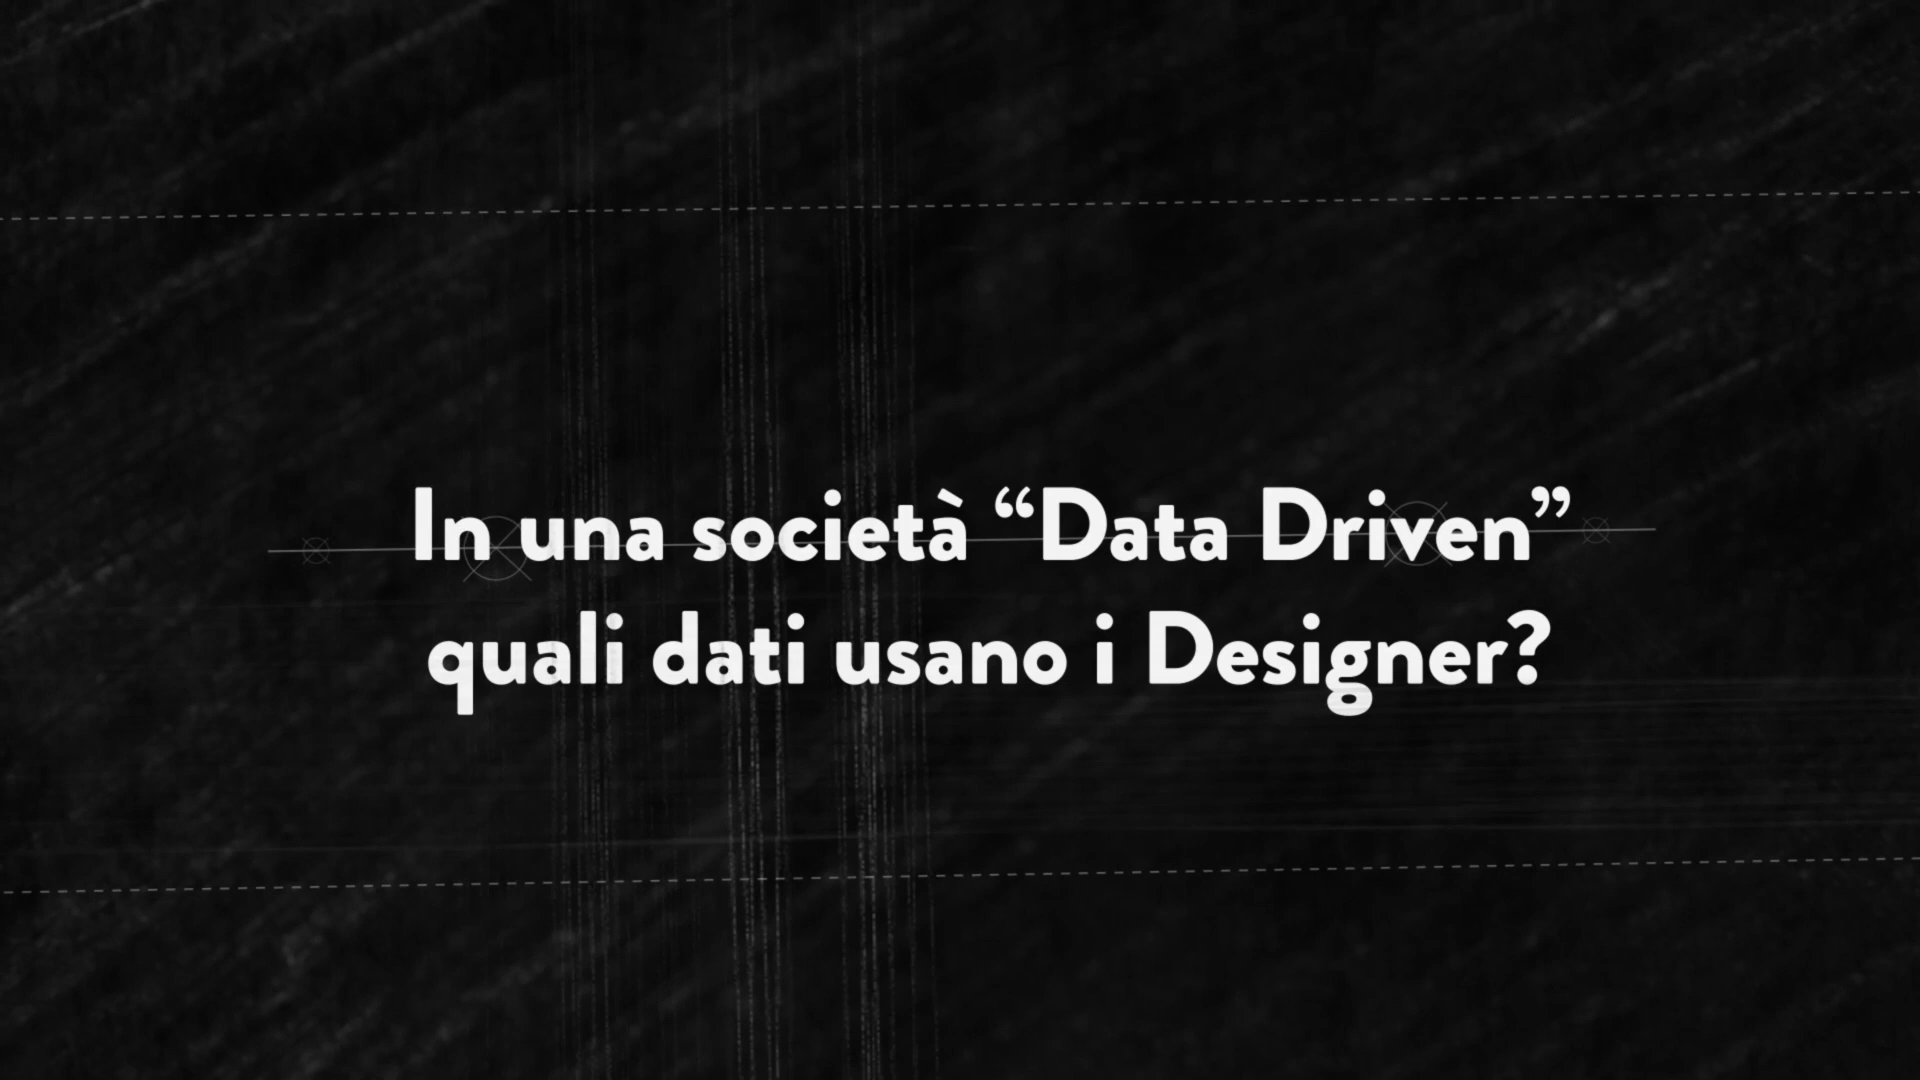 In una società “Data Driven”
quali dati usano i Designer?